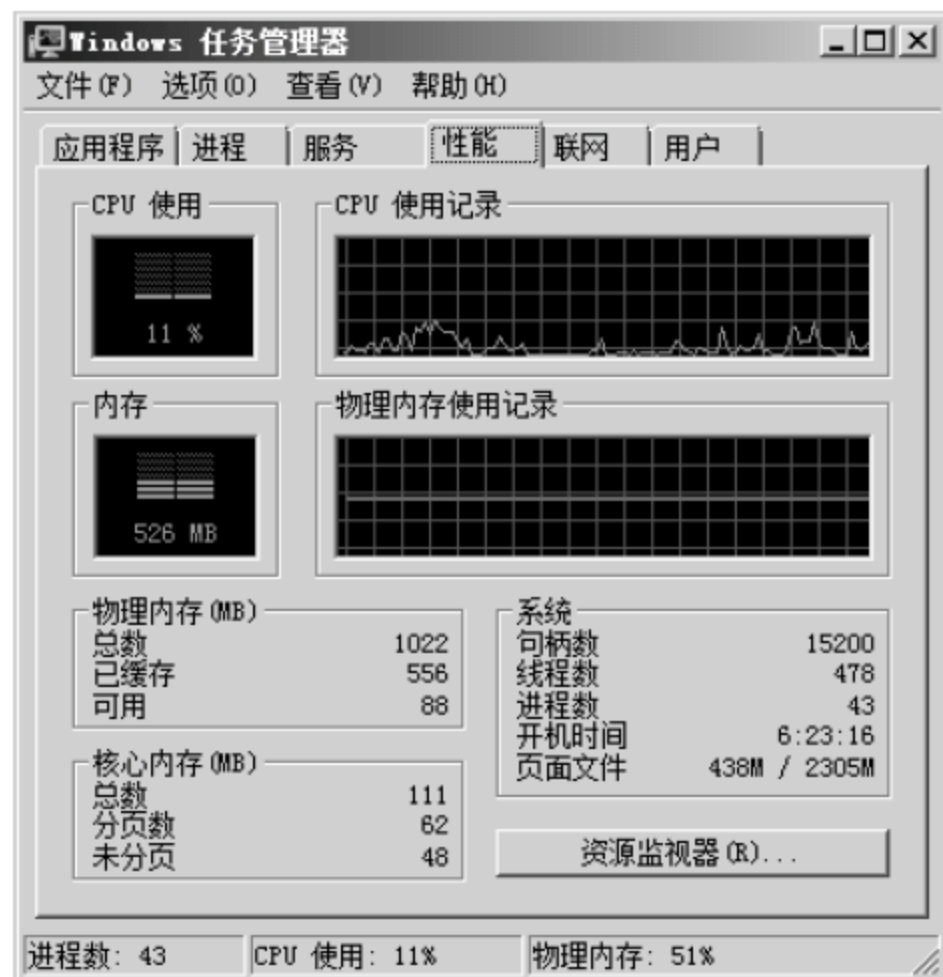 Windows 任务管理器
文件(F) 选项(O) 查看(V) 帮助(H)
应用程序 进程 服务 性能 联网 用户
CPU 使用 CPU 使用记录
11 %
内存 物理内存使用记录
526 MB
物理内存(MB)
总数 1022
已缓存 556
可用 88
系统
句柄数 15200
线程数 478
进程数 43
开机时间 6:23:16
页面文件 438M / 2305M
核心内存(MB)
总数 111
分页数 62
未分页 48
资源监视器(R)...
进程数: 43 CPU 使用: 11% 物理内存: 51%